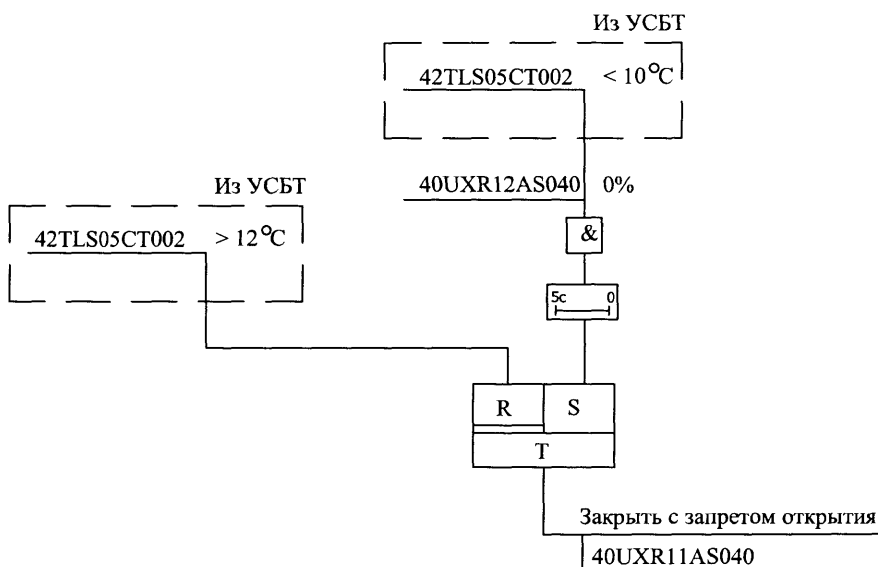 Из УСБТ
42TLS05CT002 < 10°C
40UXR12AS040 0%
Из УСБТ
42TLS05CT002 > 12°C
&
5с 0
R S
T
Закрыть с запретом открытия
40UXR11AS040